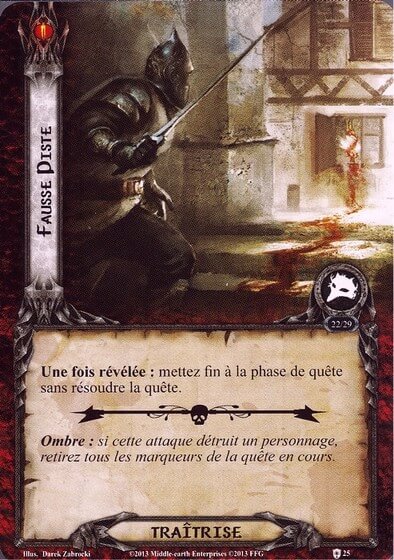 FAUSSE PISTE
22/29
Une fois révélée : mettez fin à la phase de quête
sans résoudre la quête.
Ombre : si cette attaque détruit un personnage,
retirez tous les marqueurs de la quête en cours.
TRAÎTRISE
Illus. Darek Zabrocki
©2013 Middle-earth Enterprises ©2013 FFG
25